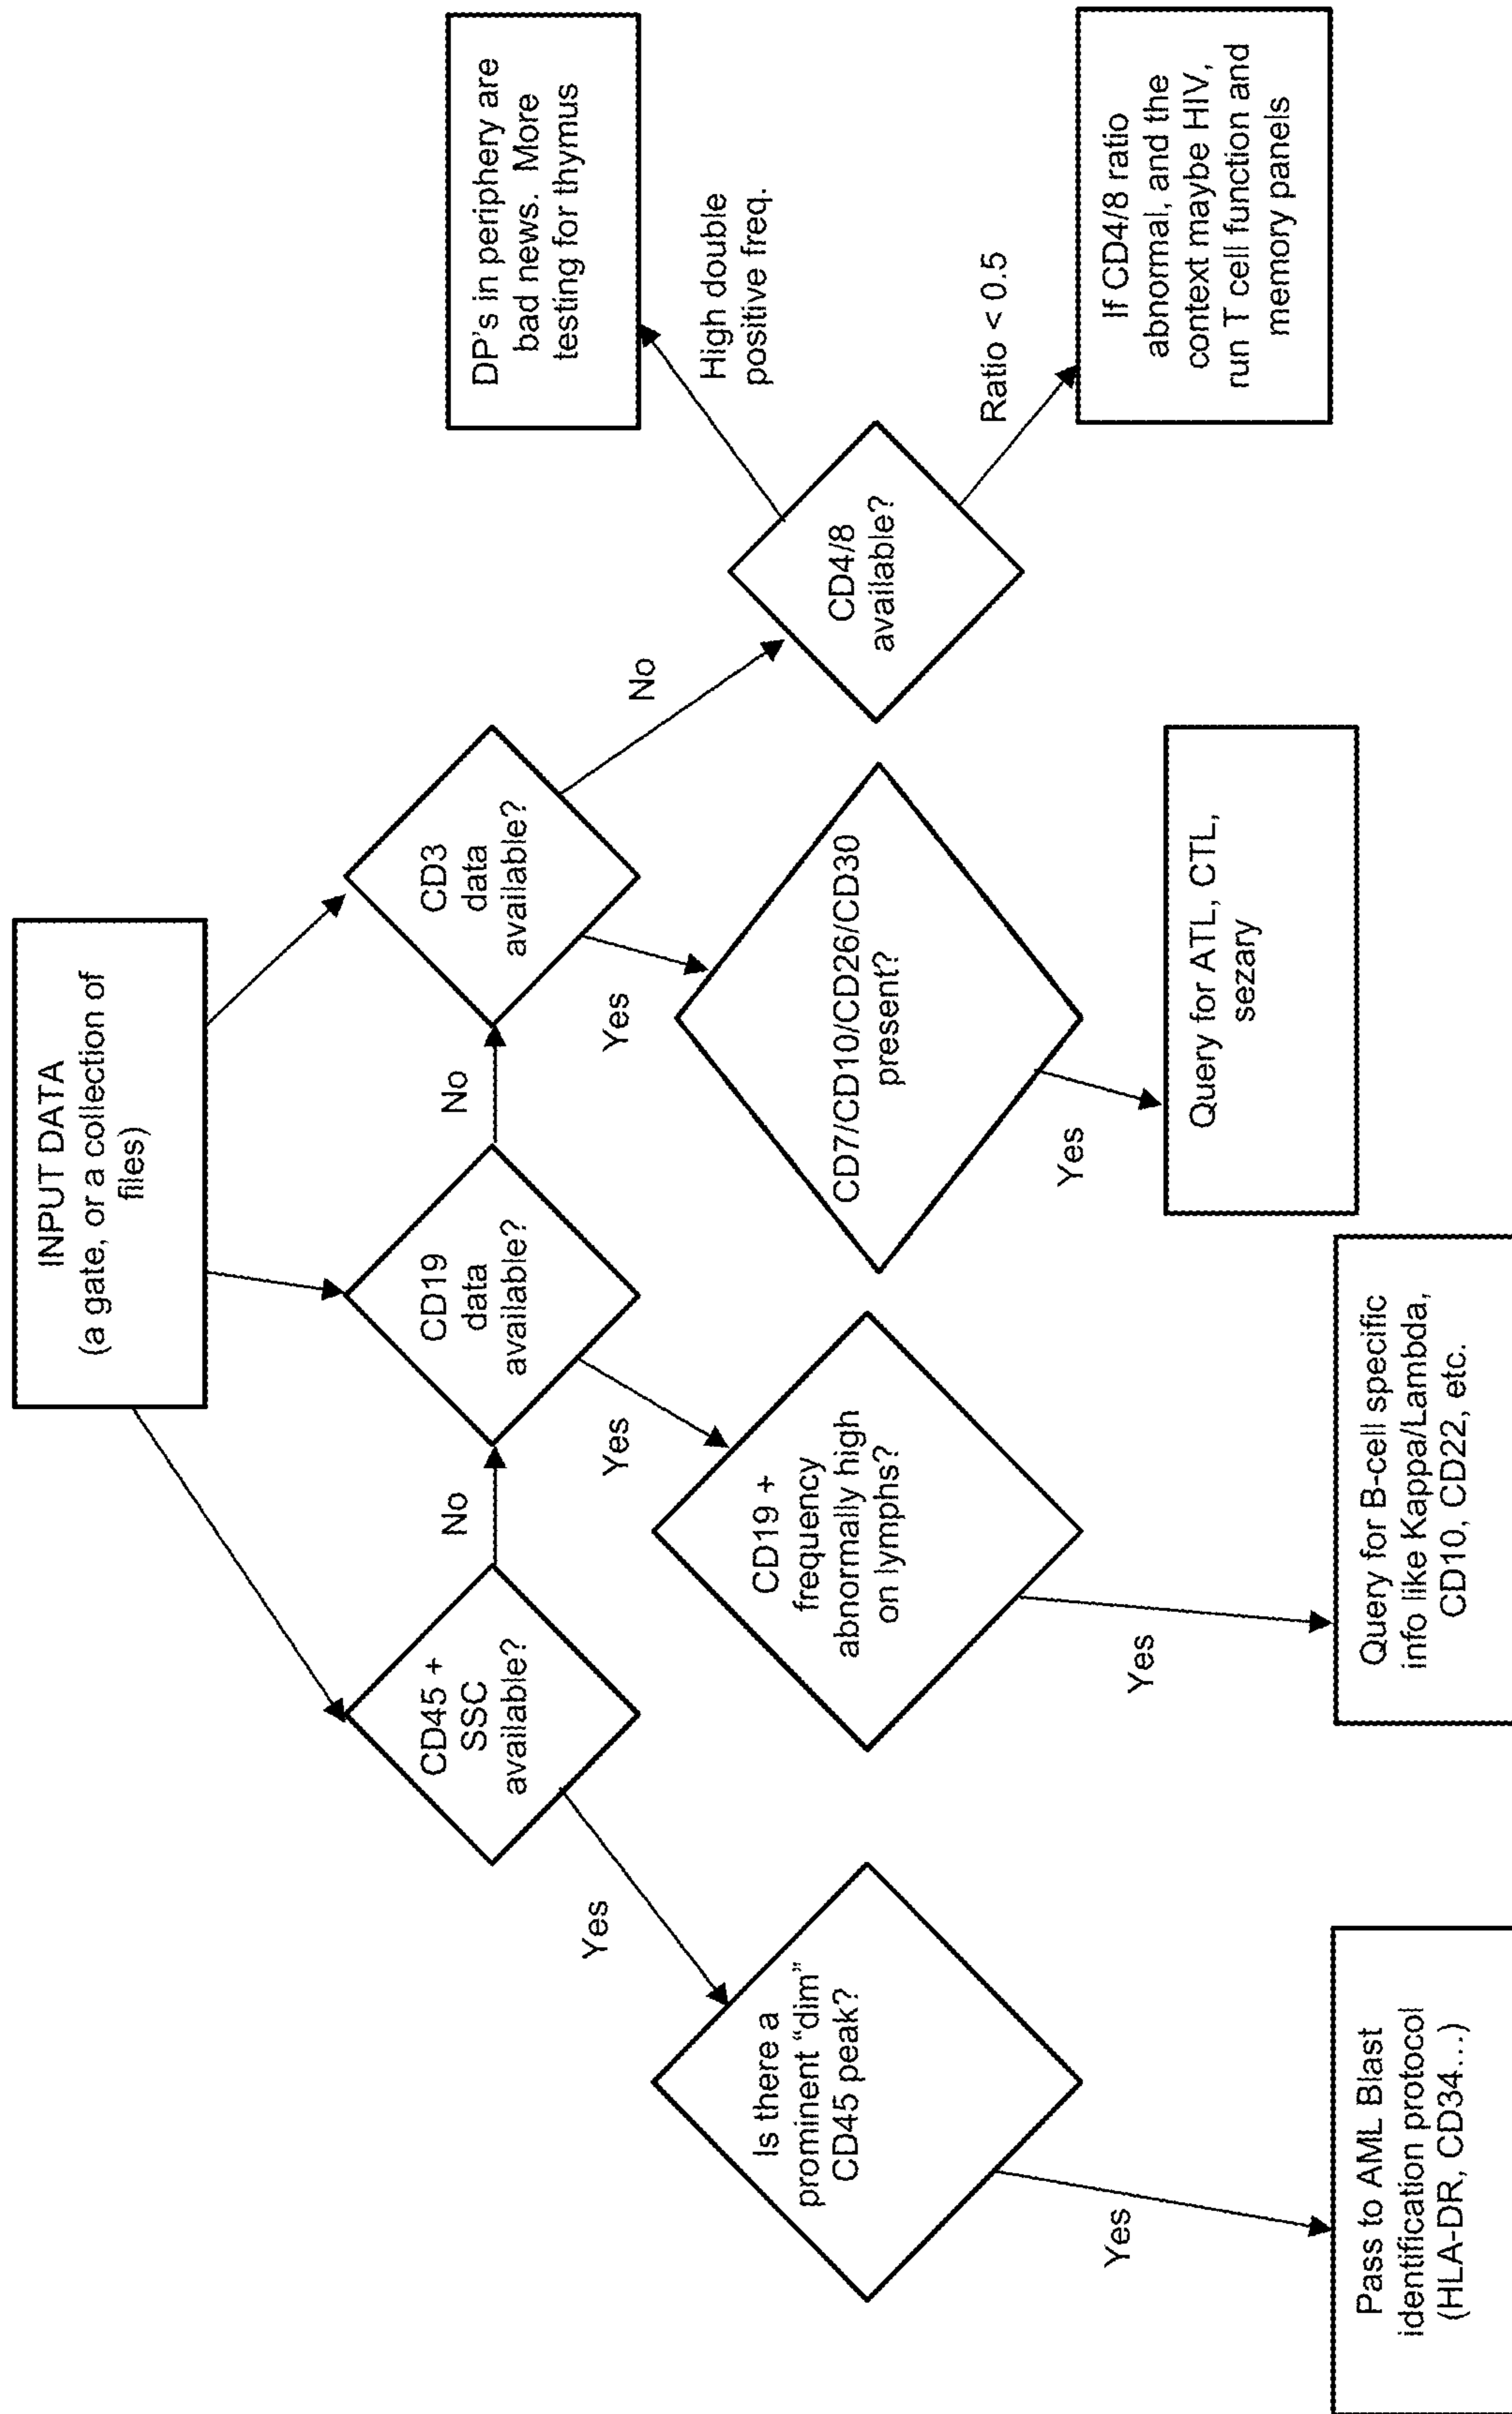 INPUT DATA
(a gate, or a collection of
files)
CD45 +
SSC
available?
No
CD19
data
available?
No
CD3
data
available?
Yes
Yes
Yes
No
Is there a
prominent “dim”
CD45 peak?
CD19 +
frequency
abnormally high
on lymphs?
CD7/CD10/CD26/CD30
present?
CD4/8
available?
High double
positive freq.
DP's in periphery are
bad news. More
testing for thymus
Ratio < 0.5
If CD4/8 ratio
abnormal, and the
context maybe HIV,
run T cell function and
memory panels
Yes
Yes
Yes
Pass to AML Blast
identification protocol
(HLA-DR, CD34...)
Query for B-cell specific
info like Kappa/Lambda,
CD10, CD22, etc.
Query for ATL, CTL,
sezary